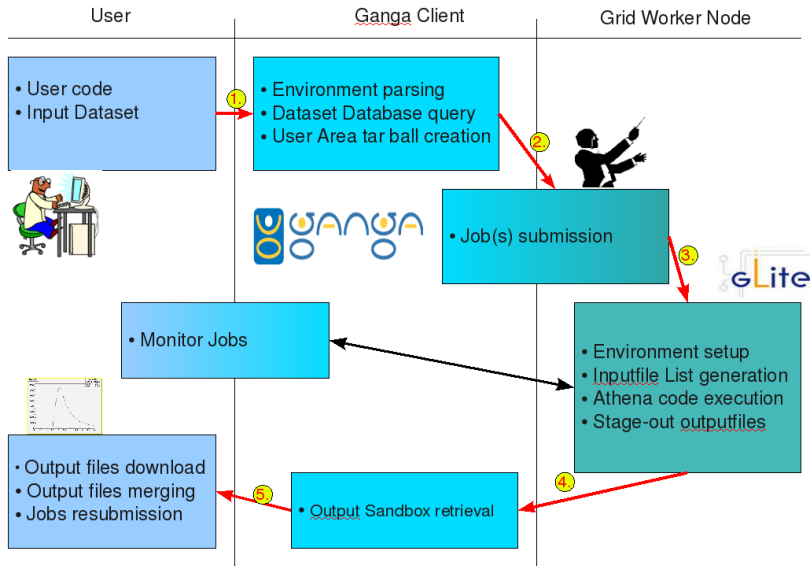 User
Ganga Client
Grid Worker Node
• User code
• Input Dataset
1.
• Environment parsing
• Dataset Database query
• User Area tar ball creation
2.
GANGA
• Job(s) submission
3.
gLite
• Monitor Jobs
• Environment setup
• Inputfile List generation
• Athena code execution
• Stage-out outputfiles
4.
• Output Sandbox retrieval
5.
• Output files download
• Output files merging
• Jobs resubmission